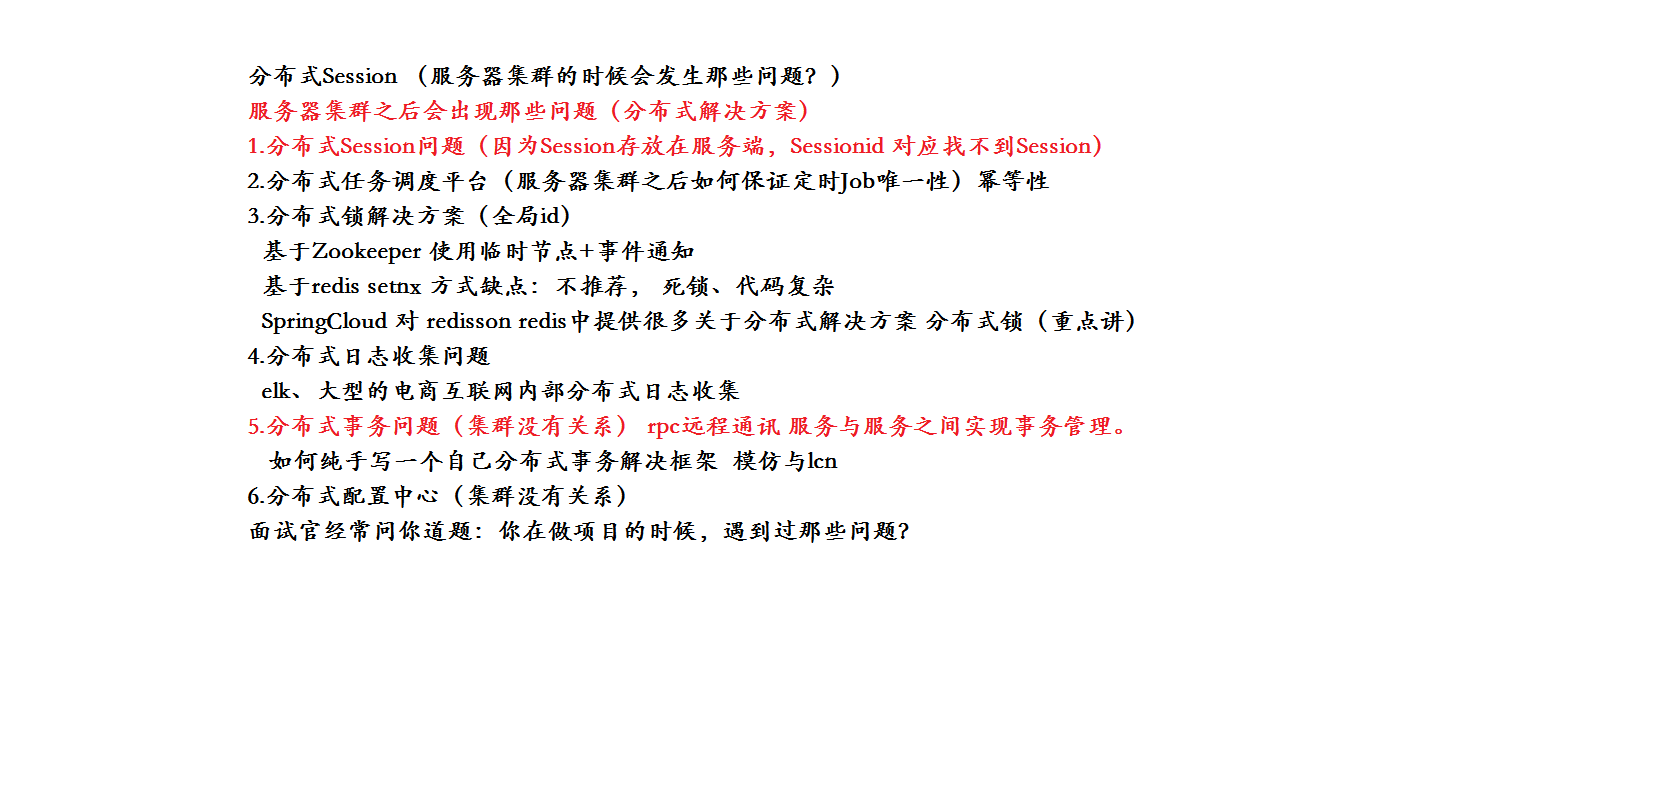 分布式Session （服务器集群的时候会发生那些问题？）
服务器集群之后会出现那些问题（分布式解决方案）
1.分布式Session问题（因为Session存放在服务端，Sessionid 对应找不到Session）
2.分布式任务调度平台（服务器集群之后如何保证定时Job唯一性）幂等性
3.分布式锁解决方案（全局id）
基于Zookeeper 使用临时节点+事件通知
基于redis setnx 方式缺点：不推荐， 死锁、代码复杂
SpringCloud 对 redisson redis中提供很多关于分布式解决方案 分布式锁（重点讲）
4.分布式日志收集问题
elk、大型的电商互联网内部分布式日志收集
5.分布式事务问题（集群没有关系） rpc远程通讯 服务与服务之间实现事务管理。
如何纯手写一个自己分布式事务解决框架 模仿与lcn
6.分布式配置中心（集群没有关系）
面试官经常问你道题：你在做项目的时候，遇到过那些问题？